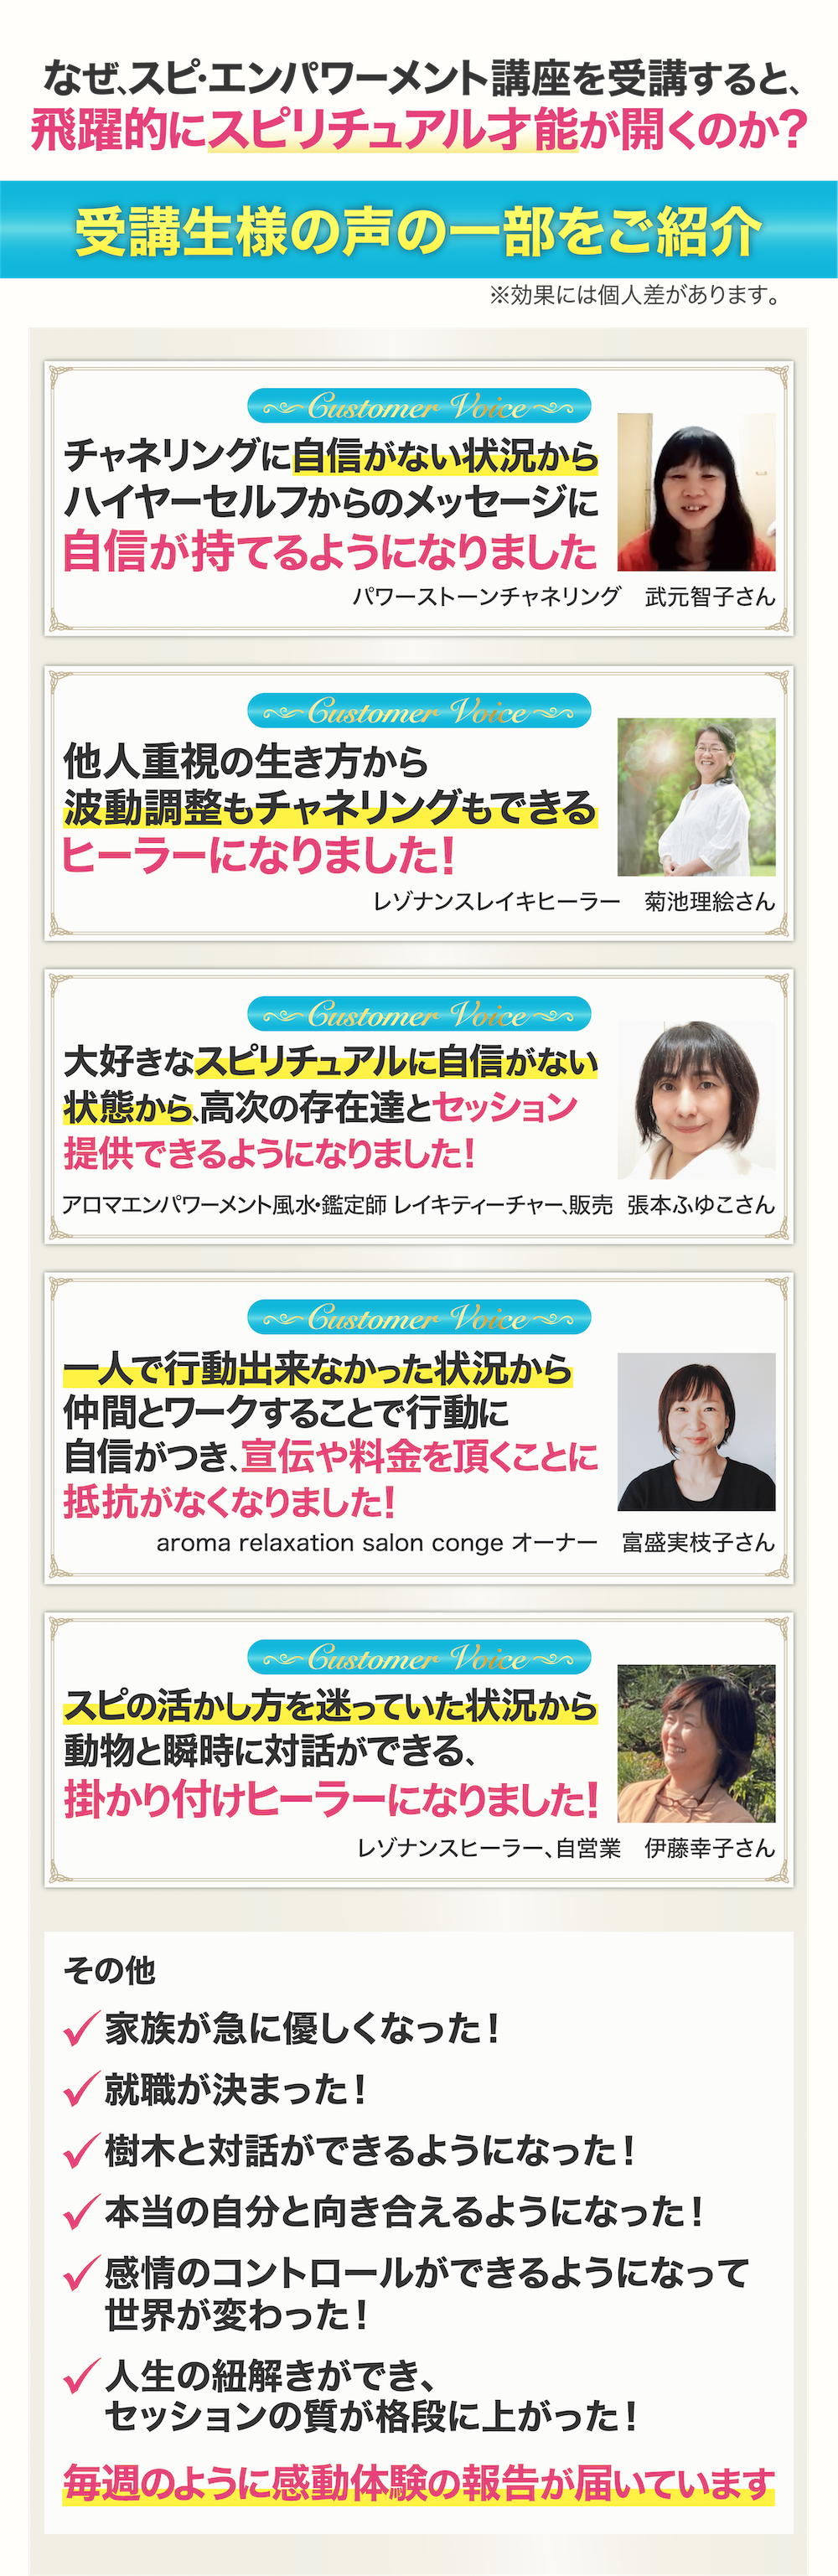 なぜ、スピ・エンパワーメント講座を受講すると、
飛躍的にスピリチュアル才能が開くのか?
受講生様の声の一部をご紹介
※効果には個人差があります。
Customer Voice
チャネリングに自信がない状況から
ハイヤーセルフからのメッセージに
自信が持てるようになりました
パワーストーンチャネリング　武元智子さん
Customer Voice
他人重視の生き方から
波動調整もチャネリングもできる
ヒーラーになりました!
レゾナンスレイキヒーラー　菊池理絵さん
Customer Voice
大好きなスピリチュアルに自信がない
状態から、高次の存在達とセッション
提供できるようになりました!
アロマエンパワーメント風水・鑑定師 レイキティーチャー、販売　張本ふゆこさん
Customer Voice
一人で行動出来なかった状況から
仲間とワークすることで行動に
自信がつき、宣伝や料金を頂くことに
抵抗がなくなりました!
aroma relaxation salon conge オーナー　富盛実枝子さん
Customer Voice
スピの活かし方を迷っていた状況から
動物と瞬時に対話ができる、
掛かり付けヒーラーになりました!
レゾナンスヒーラー、自営業　伊藤幸子さん
その他
家族が急に優しくなった!
就職が決まった!
樹木と対話ができるようになった!
本当の自分と向き合えるようになった!
感情のコントロールができるようになって
世界が変わった!
人生の紐解きができ、
セッションの質が格段に上がった!
毎週のように感動体験の報告が届いています